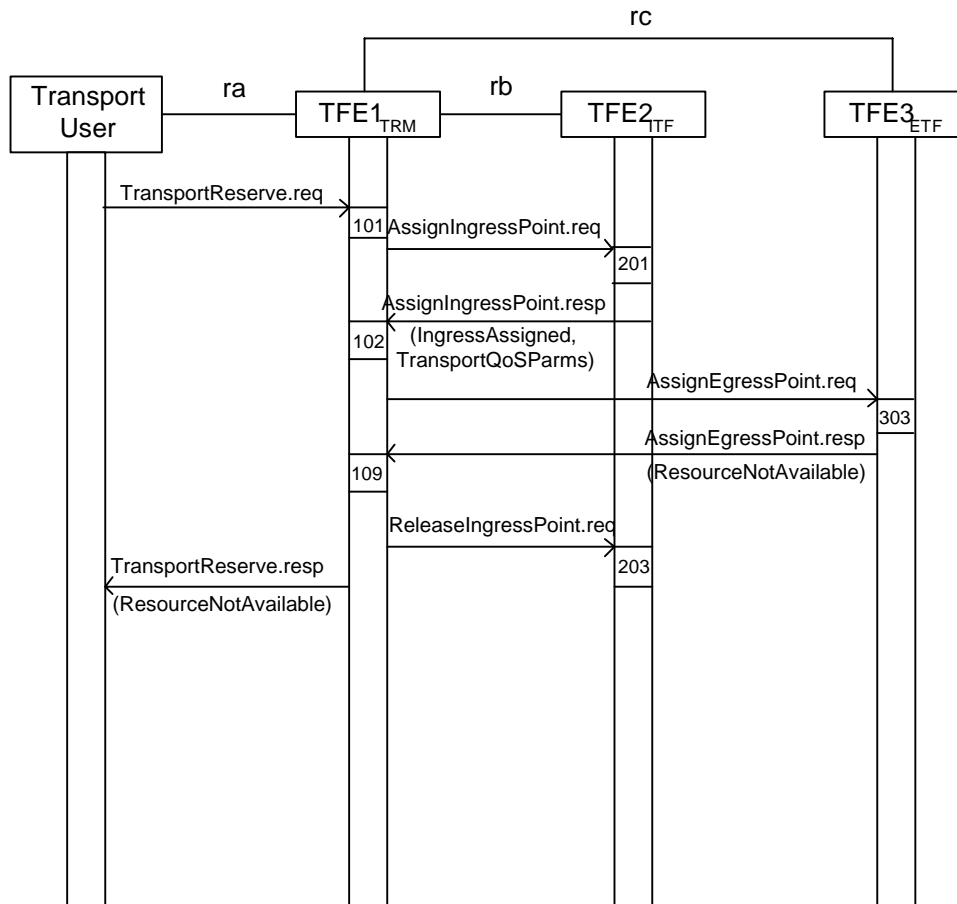 rc
ra
rb
Transport
User
TFE1TRM
TFE2ITF
TFE3ETF
TransportReserve.req
101
AssignIngressPoint.req
201
AssignIngressPoint.resp
102
(IngressAssigned,
TransportQoSParms)
AssignEgressPoint.req
303
AssignEgressPoint.resp
109
(ResourceNotAvailable)
ReleaseIngressPoint.req
203
TransportReserve.resp
(ResourceNotAvailable)